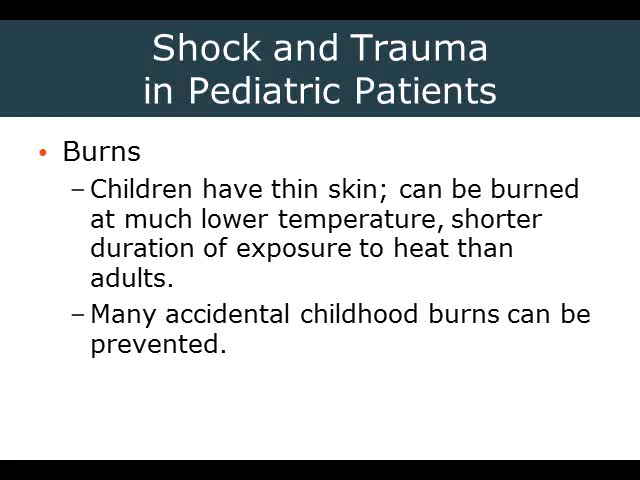 Shock and Trauma
in Pediatric Patients
• Burns
– Children have thin skin; can be burned
at much lower temperature, shorter
duration of exposure to heat than
adults.
– Many accidental childhood burns can be
prevented.